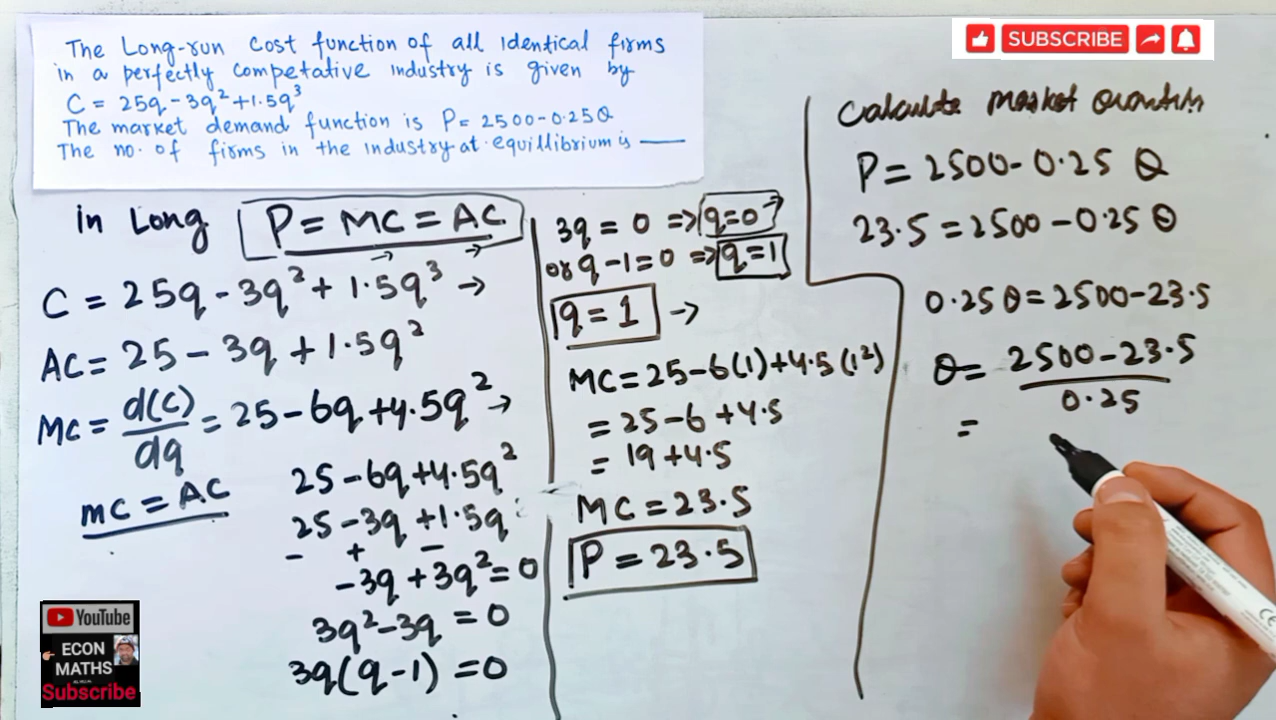 The Long-run Cost function of all identical firms
in a perfectly competative industry is given by
C = 25q - 3q² + 1.5q³
The market demand function is P = 2500 - 0.25Q
The no. of firms in the industry at equillibrium is ___
SUBSCRIBE
in Long P = MC = AC
C = 25q - 3q² + 1.5q³ →
AC = 25 - 3q + 1.5q²
MC = d(C)/dq = 25 - 6q + 4.5q² →
MC = AC
25 - 6q + 4.5q²
25 - 3q + 1.5q
- + -
-3q + 3q² = 0
3q² - 3q = 0
3q(q - 1) = 0
3q = 0 => q = 0
or q - 1 = 0 => q = 1
q = 1 →
MC = 25 - 6(1) + 4.5(1²)
= 25 - 6 + 4.5
= 19 + 4.5
MC = 23.5
P = 23.5
Calculate market
P = 2500 - 0.25 Q
23.5 = 2500 - 0.25 Q
0.25 Q = 2500 - 23.5
Q = 2500 - 23.5 / 0.25
=
YouTube
ECON
MATHS
Subscribe